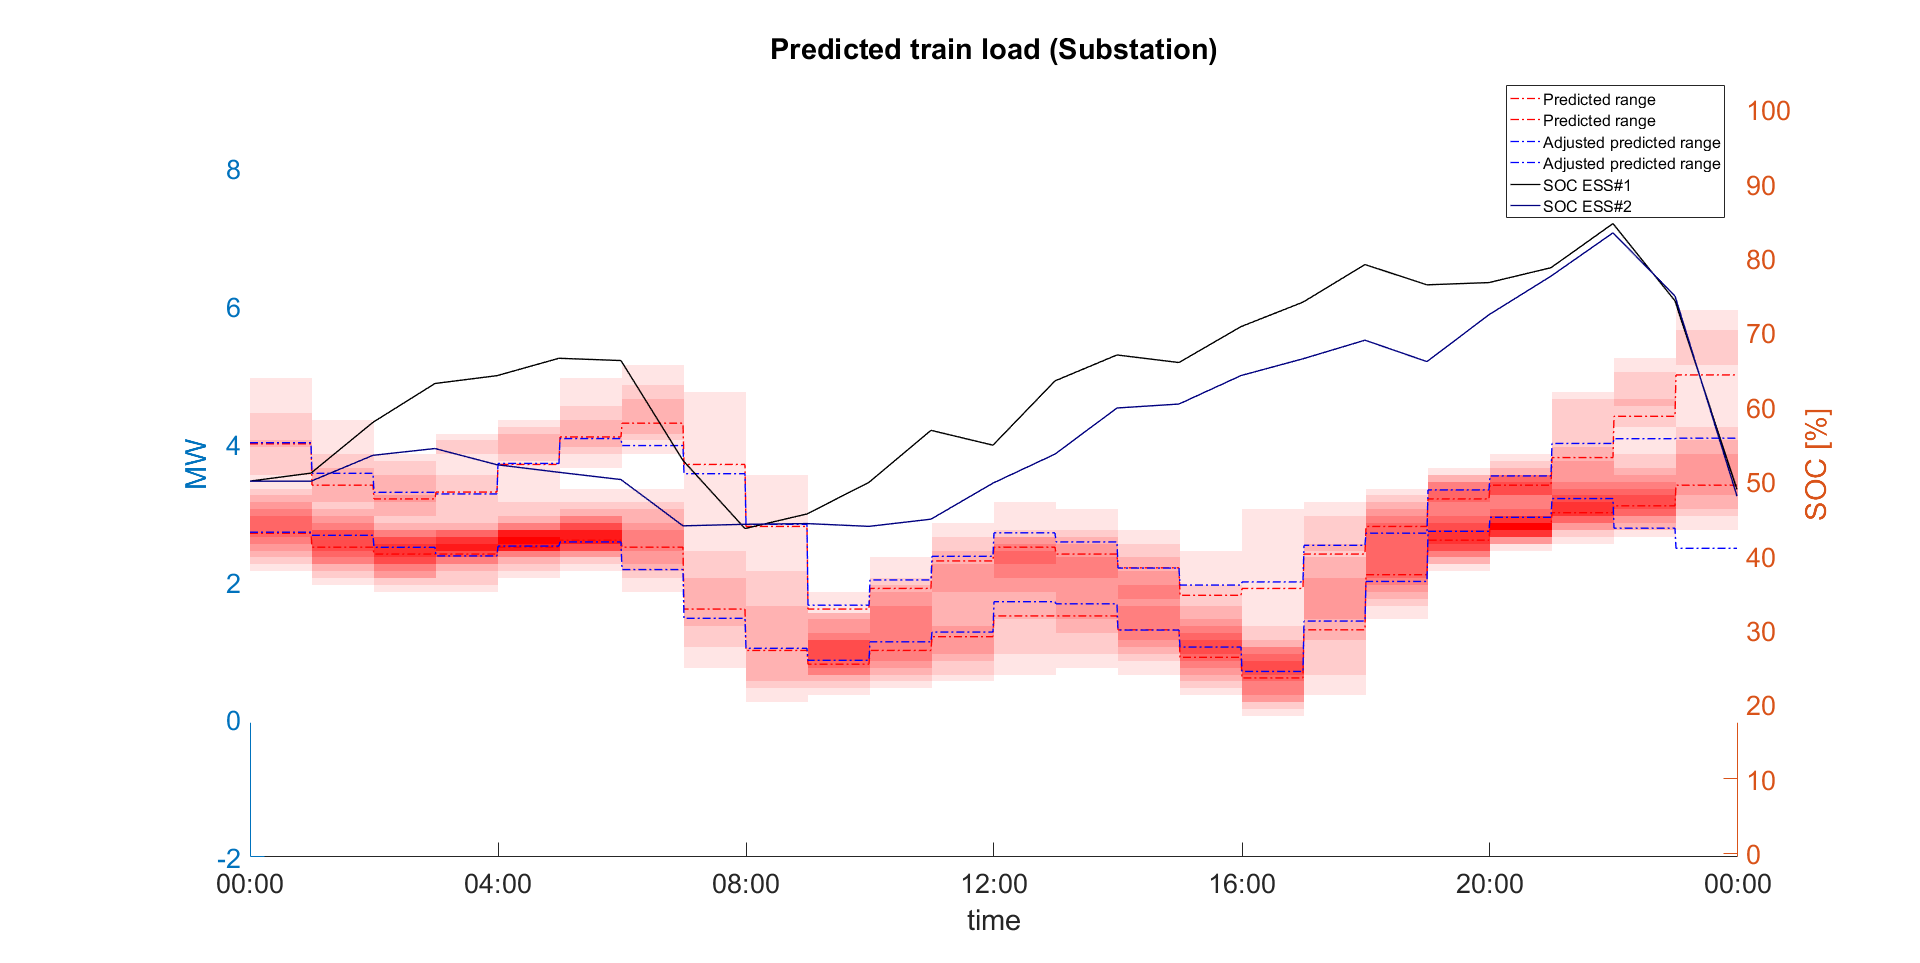 Predicted train load (Substation)
Predicted range
Predicted range
Adjusted predicted range
Adjusted predicted range
SOC ESS#1
SOC ESS#2
8
6
4
2
0
-2
MW
100
90
80
70
60
50
40
30
20
10
0
SOC [%]
00:00 04:00 08:00 12:00 16:00 20:00 00:00
time